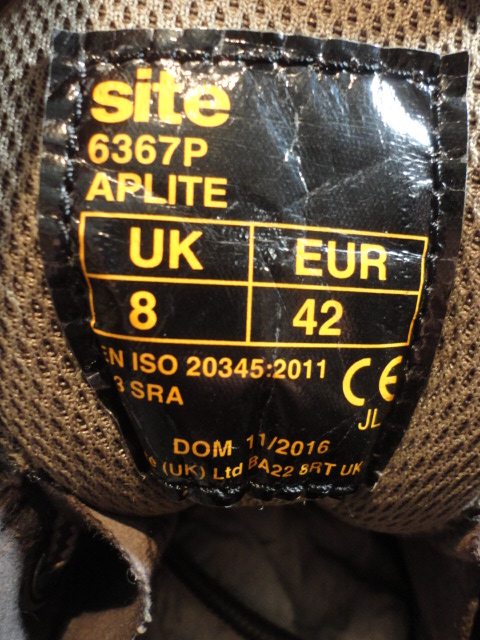 site
6367P
APLITE
UK EUR
8 42
EN ISO 20345:2011
3 SRA
CE
JL
DOM 11/2016
(UK) Ltd BA22 8RT UK